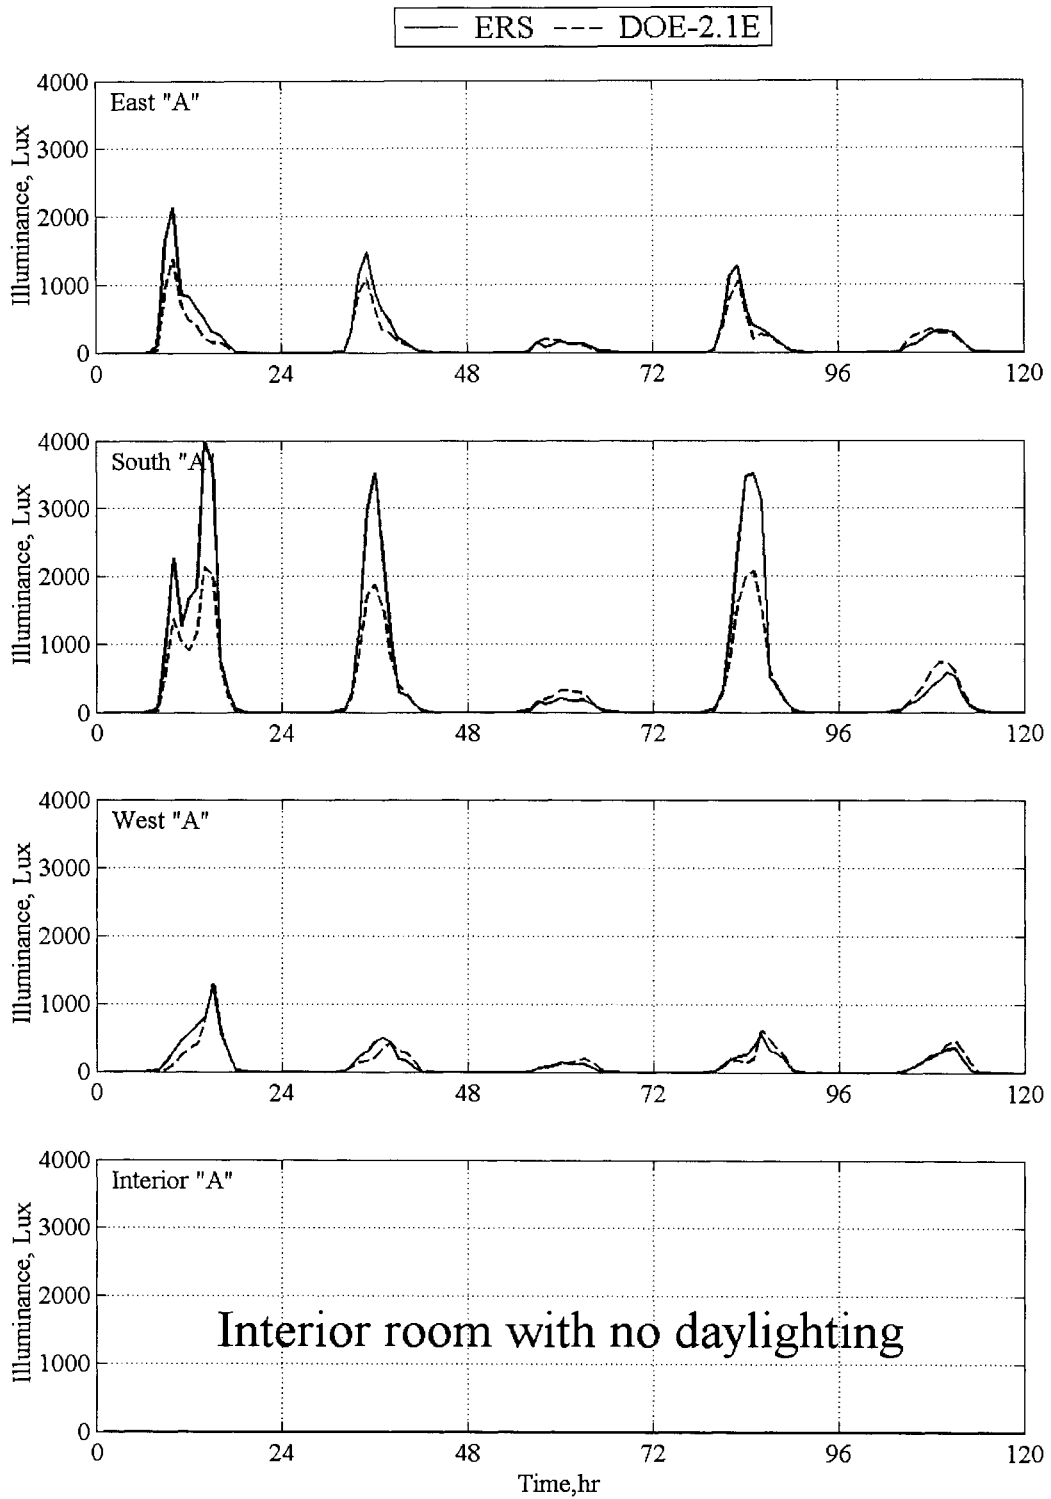 ERS DOE-2.1E
East "A"
Illuminance, Lux
4000
3000
2000
1000
0
0 24 48 72 96 120
South "A
Illuminance, Lux
4000
3000
2000
1000
0
0 24 48 72 96 120
West "A"
Illuminance, Lux
4000
3000
2000
1000
0
0 24 48 72 96 120
Interior "A"
Illuminance, Lux
4000
3000
2000
1000
0
Interior room with no daylighting
0 24 48 72 96 120
Time,hr